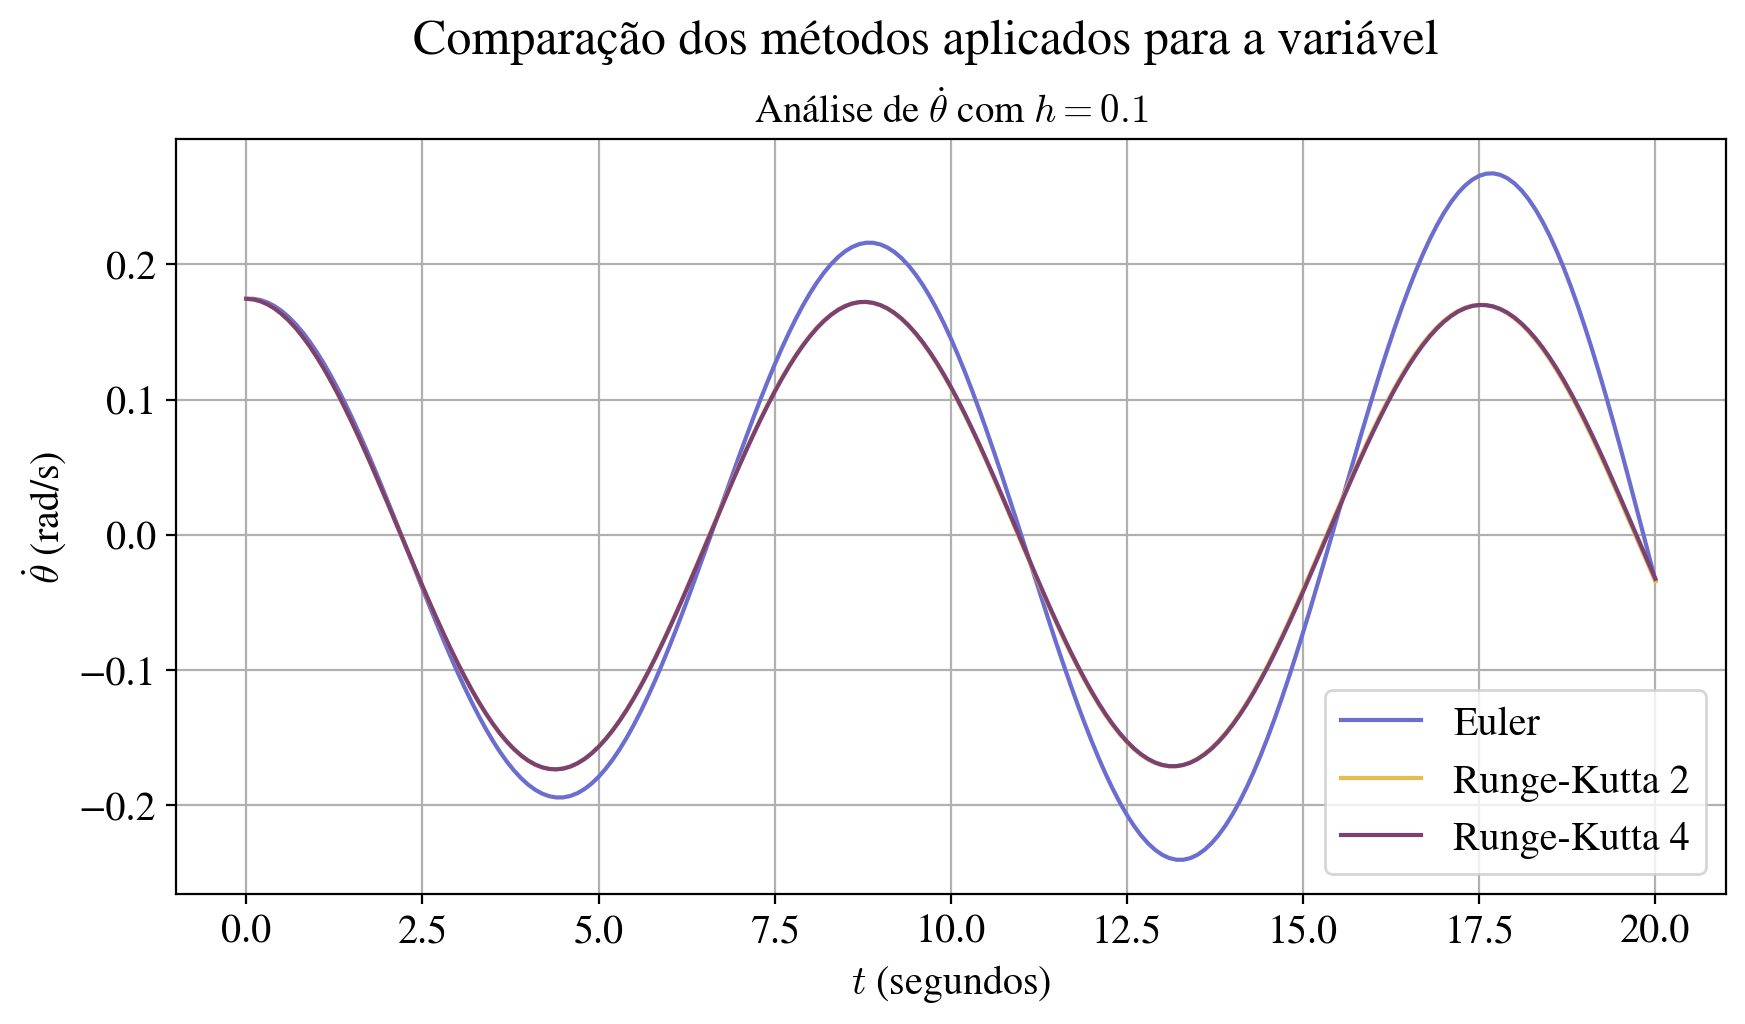 Comparação dos métodos aplicados para a variável
Análise de θ̇ com h = 0.1
θ̇ (rad/s)
0.2
0.1
0.0
−0.1
−0.2
Euler
Runge-Kutta 2
Runge-Kutta 4
0.0 2.5 5.0 7.5 10.0 12.5 15.0 17.5 20.0
t (segundos)